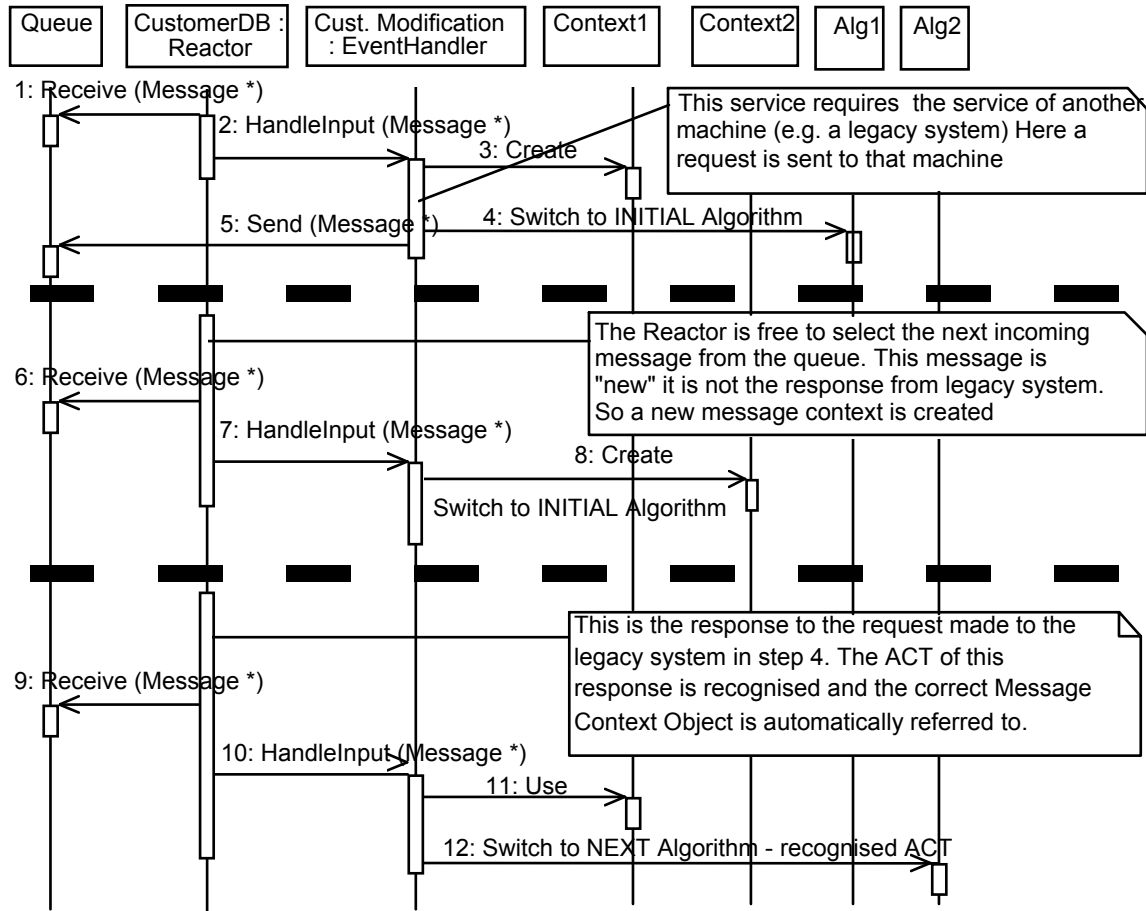 Queue
CustomerDB :
Reactor
Cust. Modification
: EventHandler
Context1
Context2
Alg1
Alg2
1: Receive (Message *)
2: HandleInput (Message *)
3: Create
This service requires the service of another
machine (e.g. a legacy system) Here a
request is sent to that machine
5: Send (Message *)
4: Switch to INITIAL Algorithm
The Reactor is free to select the next incoming
message from the queue. This message is
"new" it is not the response from legacy system.
So a new message context is created
6: Receive (Message *)
7: HandleInput (Message *)
8: Create
Switch to INITIAL Algorithm
This is the response to the request made to the
legacy system in step 4. The ACT of this
response is recognised and the correct Message
Context Object is automatically referred to.
9: Receive (Message *)
10: HandleInput (Message *)
11: Use
12: Switch to NEXT Algorithm - recognised ACT